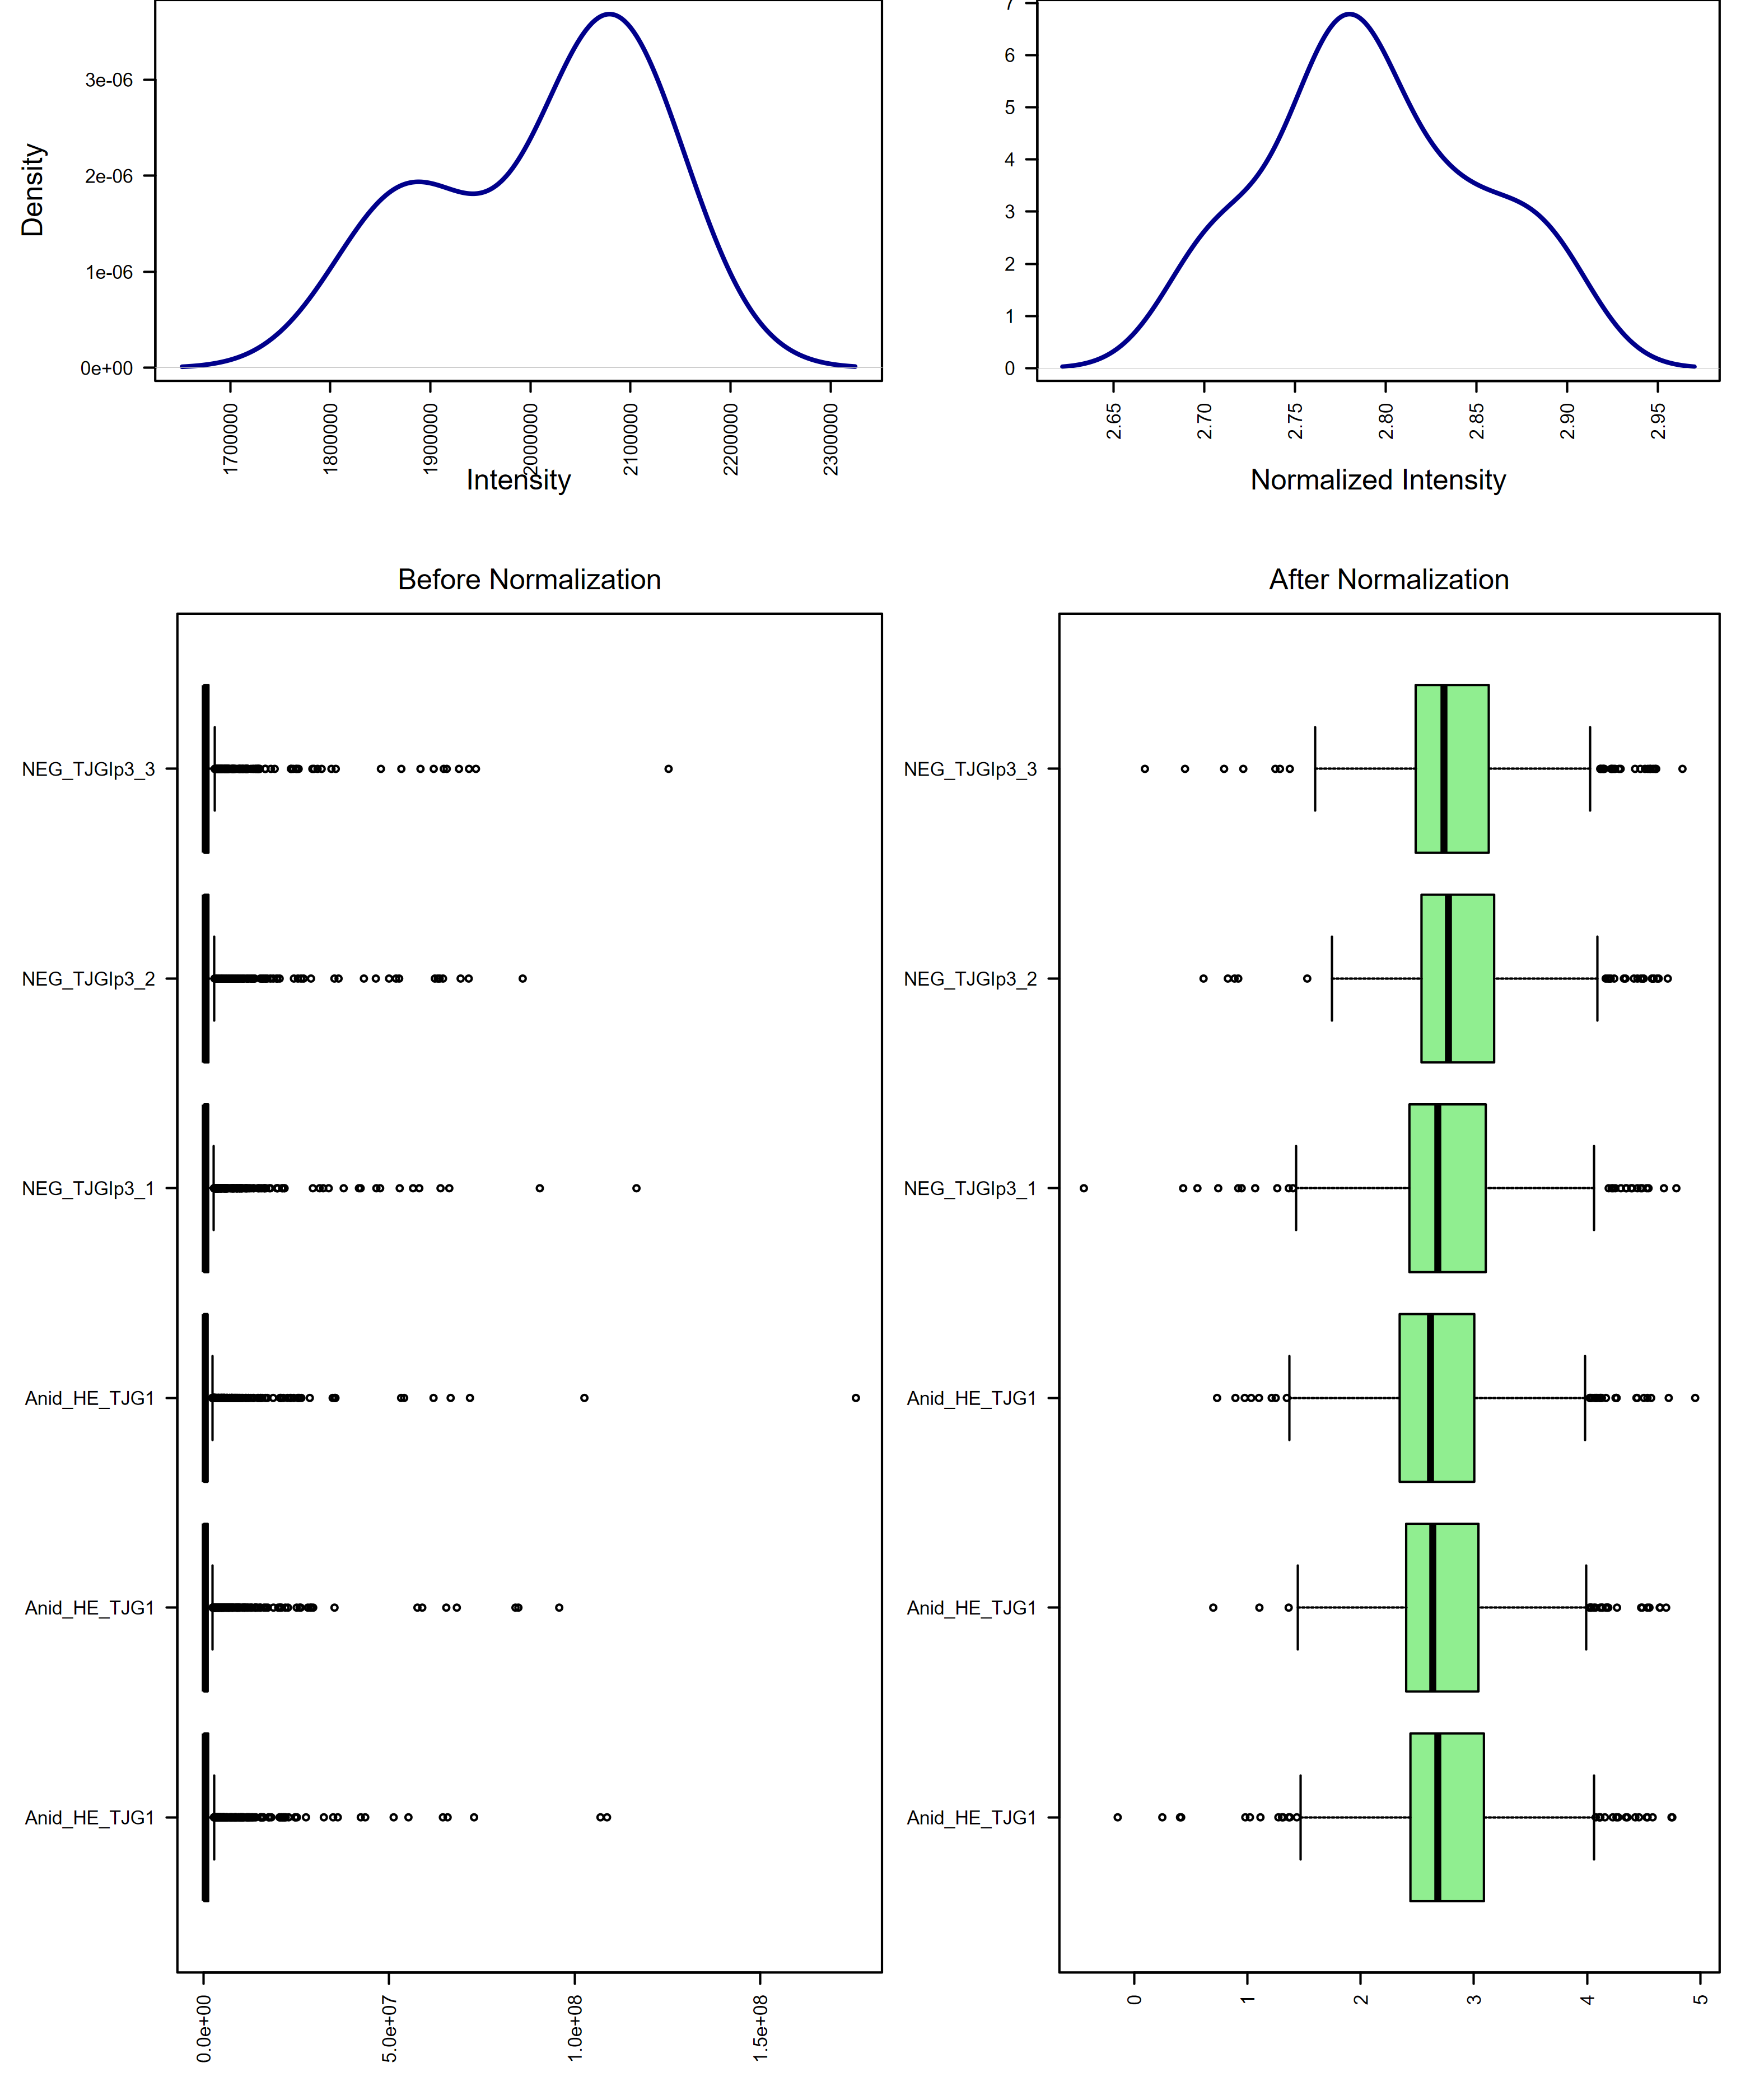 Density
3e-06
2e-06
1e-06
0e+00
1700000
1800000
1900000
2000000
2100000
2200000
2300000
Intensity
7
6
5
4
3
2
1
0
2.65
2.70
2.75
2.80
2.85
2.90
2.95
Normalized Intensity
Before Normalization
NEG_TJGIp3_3
NEG_TJGIp3_2
NEG_TJGIp3_1
Anid_HE_TJG1
Anid_HE_TJG1
Anid_HE_TJG1
0.0e+00
5.0e+07
1.0e+08
1.5e+08
After Normalization
NEG_TJGIp3_3
NEG_TJGIp3_2
NEG_TJGIp3_1
Anid_HE_TJG1
Anid_HE_TJG1
Anid_HE_TJG1
0
1
2
3
4
5